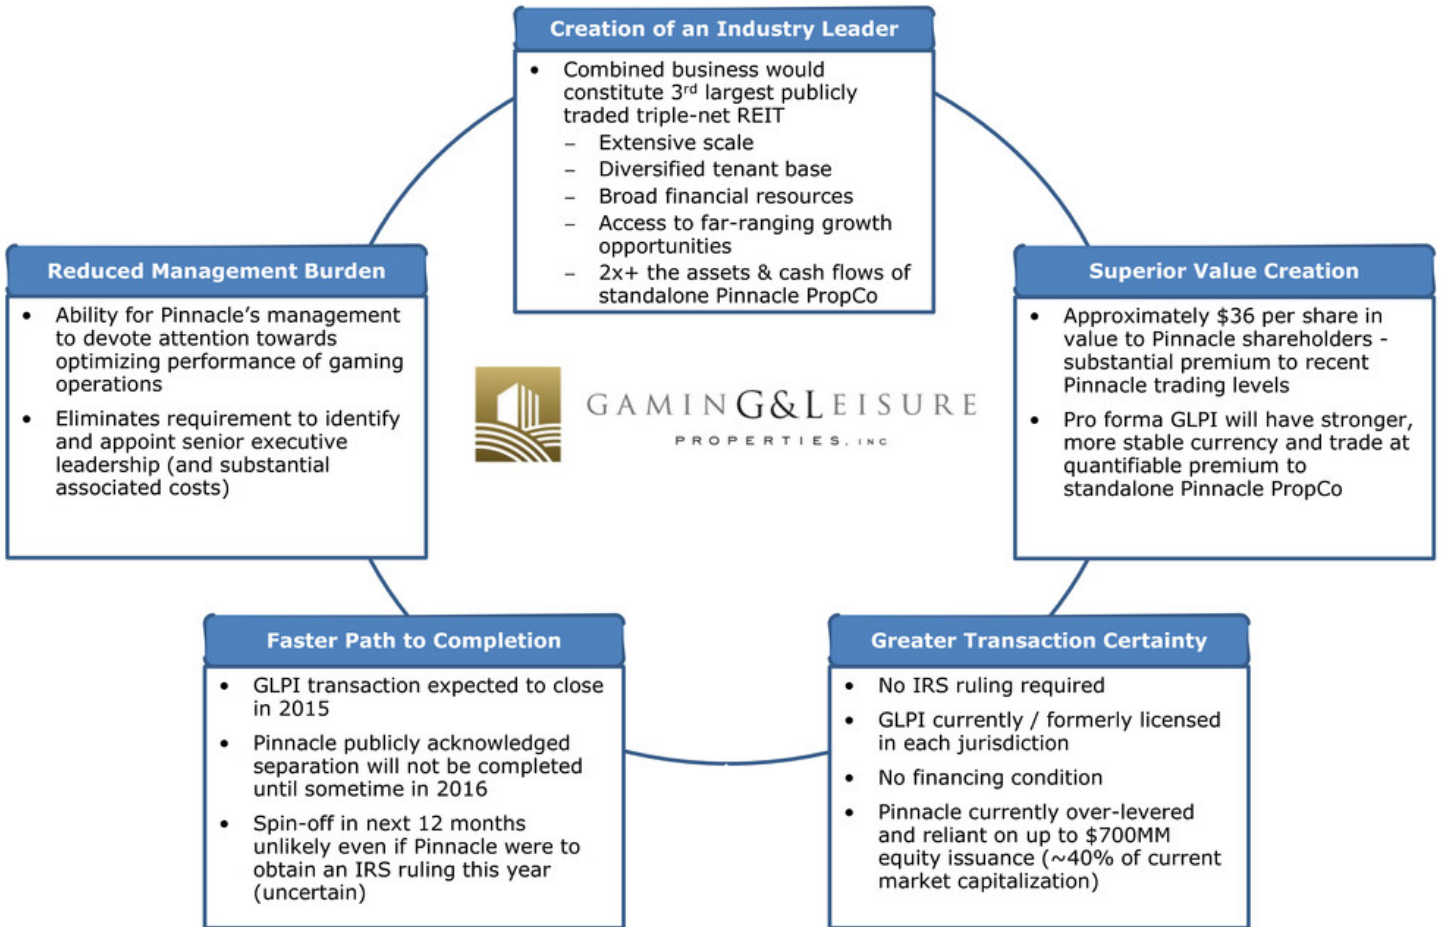 Creation of an Industry Leader
• Combined business would
constitute 3rd largest publicly
traded triple-net REIT
– Extensive scale
– Diversified tenant base
– Broad financial resources
– Access to far-ranging growth
opportunities
– 2x+ the assets & cash flows of
standalone Pinnacle PropCo
Reduced Management Burden
• Ability for Pinnacle's management
to devote attention towards
optimizing performance of gaming
operations
• Eliminates requirement to identify
and appoint senior executive
leadership (and substantial
associated costs)
GAMING&LEISURE
PROPERTIES, INC
Superior Value Creation
• Approximately $36 per share in
value to Pinnacle shareholders -
substantial premium to recent
Pinnacle trading levels
• Pro forma GLPI will have stronger,
more stable currency and trade at
quantifiable premium to
standalone Pinnacle PropCo
Faster Path to Completion
• GLPI transaction expected to close
in 2015
• Pinnacle publicly acknowledged
separation will not be completed
until sometime in 2016
• Spin-off in next 12 months
unlikely even if Pinnacle were to
obtain an IRS ruling this year
(uncertain)
Greater Transaction Certainty
• No IRS ruling required
• GLPI currently / formerly licensed
in each jurisdiction
• No financing condition
• Pinnacle currently over-levered
and reliant on up to $700MM
equity issuance (~40% of current
market capitalization)